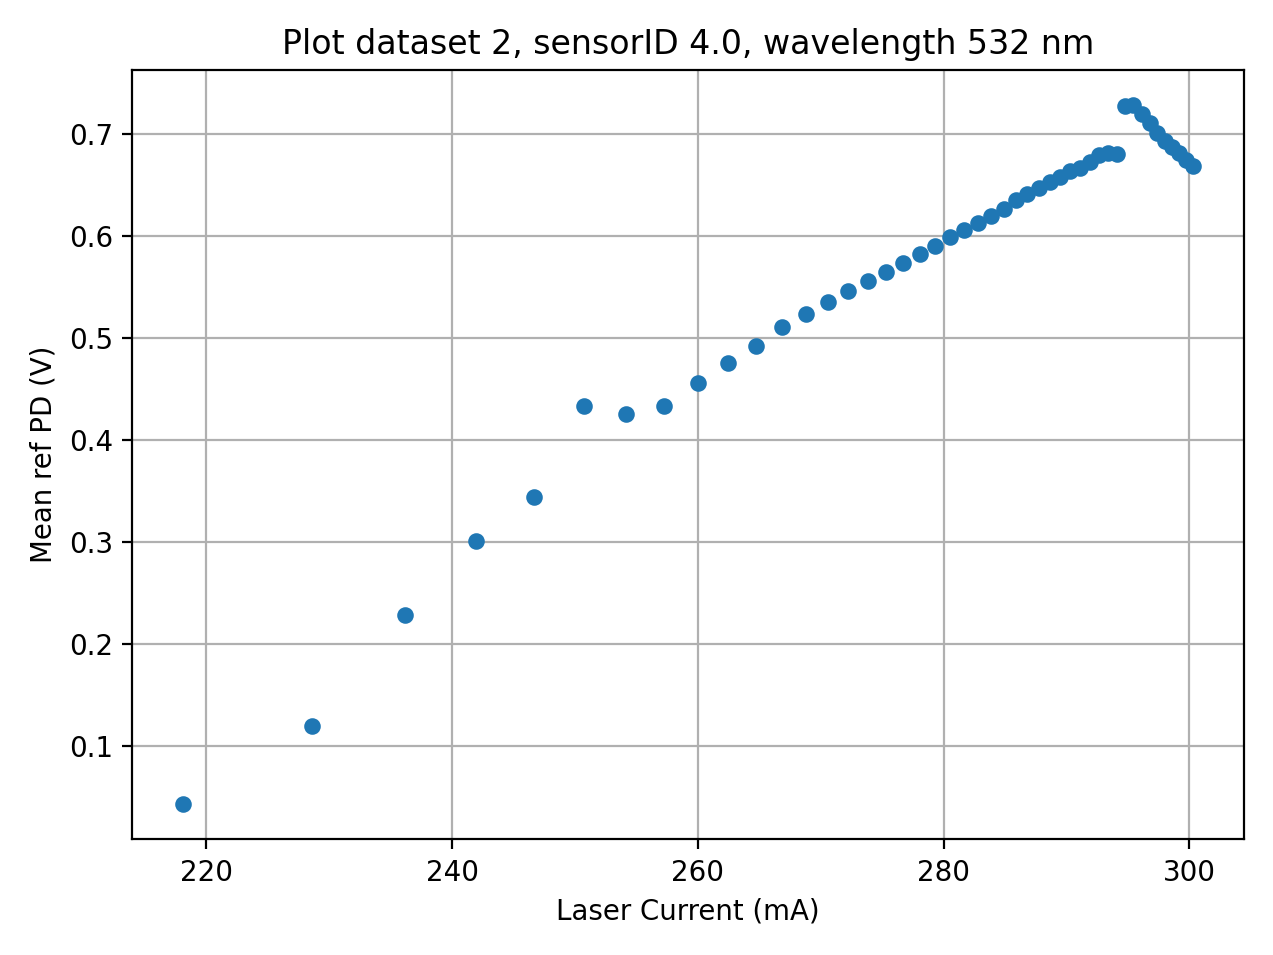 Plot dataset 2, sensorID 4.0, wavelength 532 nm
Mean ref PD (V)
0.7
0.6
0.5
0.4
0.3
0.2
0.1
220 240 260 280 300
Laser Current (mA)